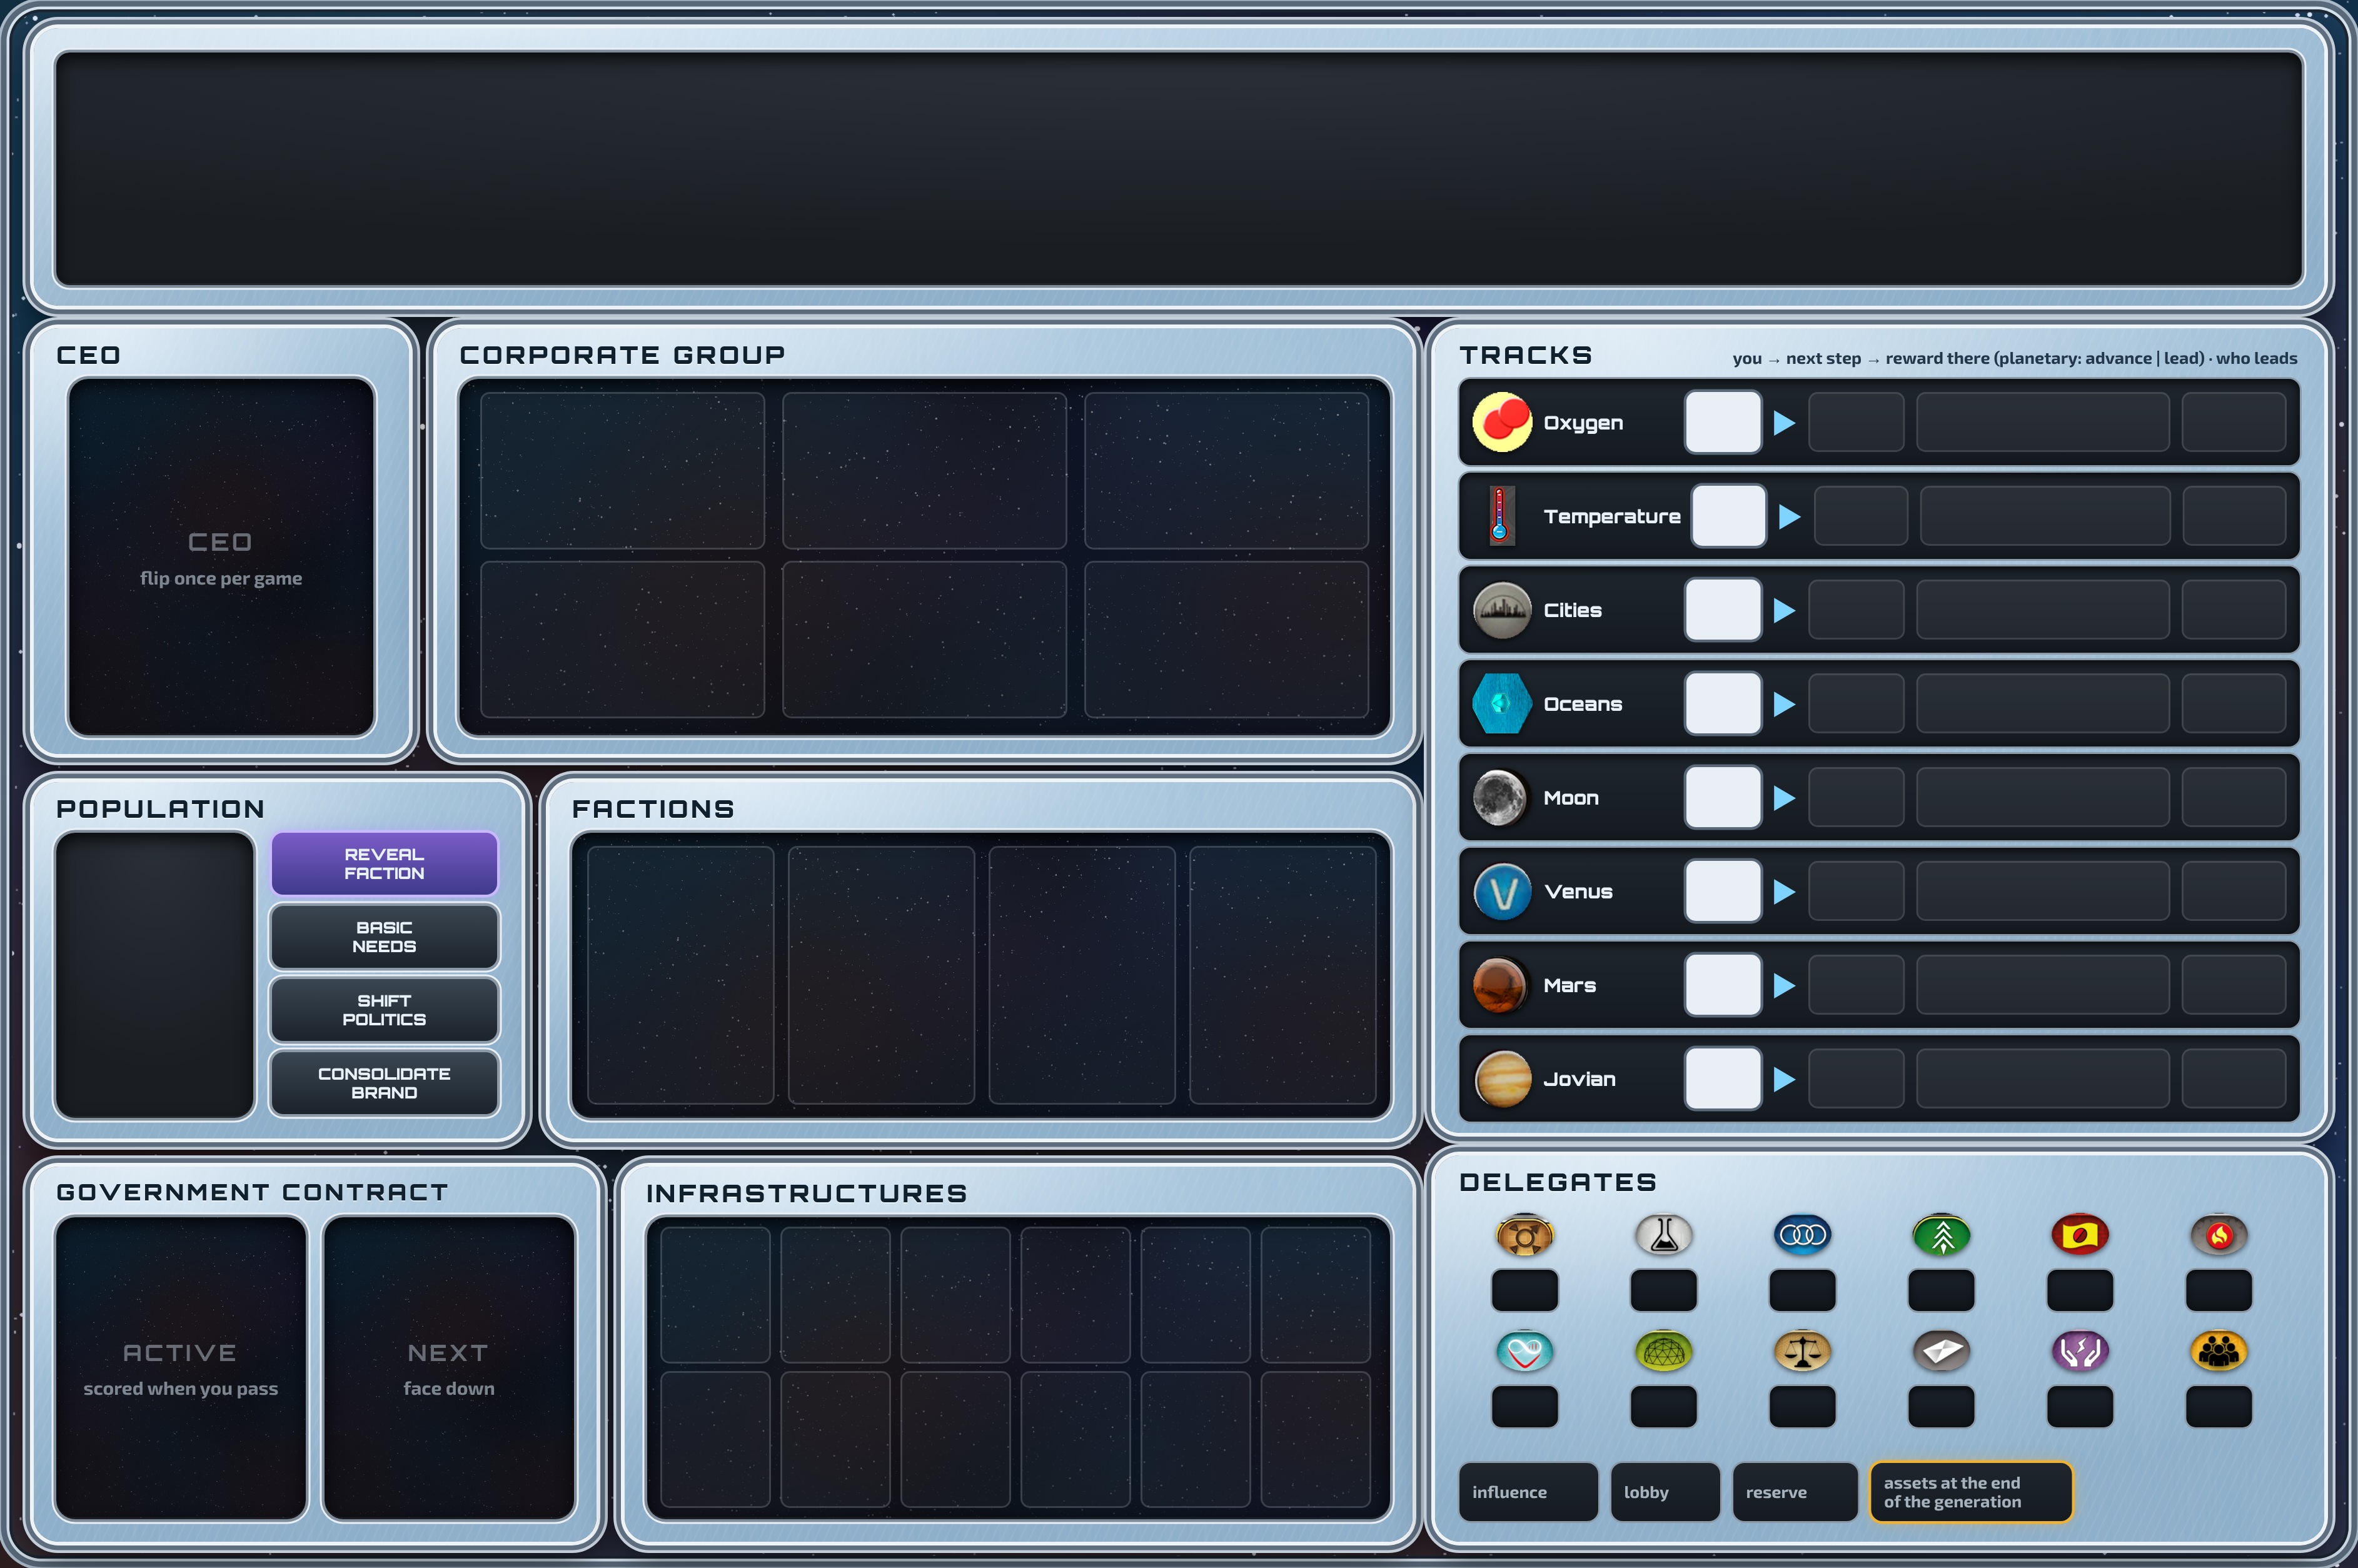 CEO
CEO
flip once per game
CORPORATE GROUP
TRACKS
you → next step → reward there (planetary: advance | lead) · who leads
Oxygen
Temperature
Cities
Oceans
Moon
V
Venus
Mars
Jovian
POPULATION
REVEAL
FACTION
BASIC
NEEDS
SHIFT
POLITICS
CONSOLIDATE
BRAND
FACTIONS
GOVERNMENT CONTRACT
ACTIVE
scored when you pass
NEXT
face down
INFRASTRUCTURES
DELEGATES
influence
lobby
reserve
assets at the end
of the generation